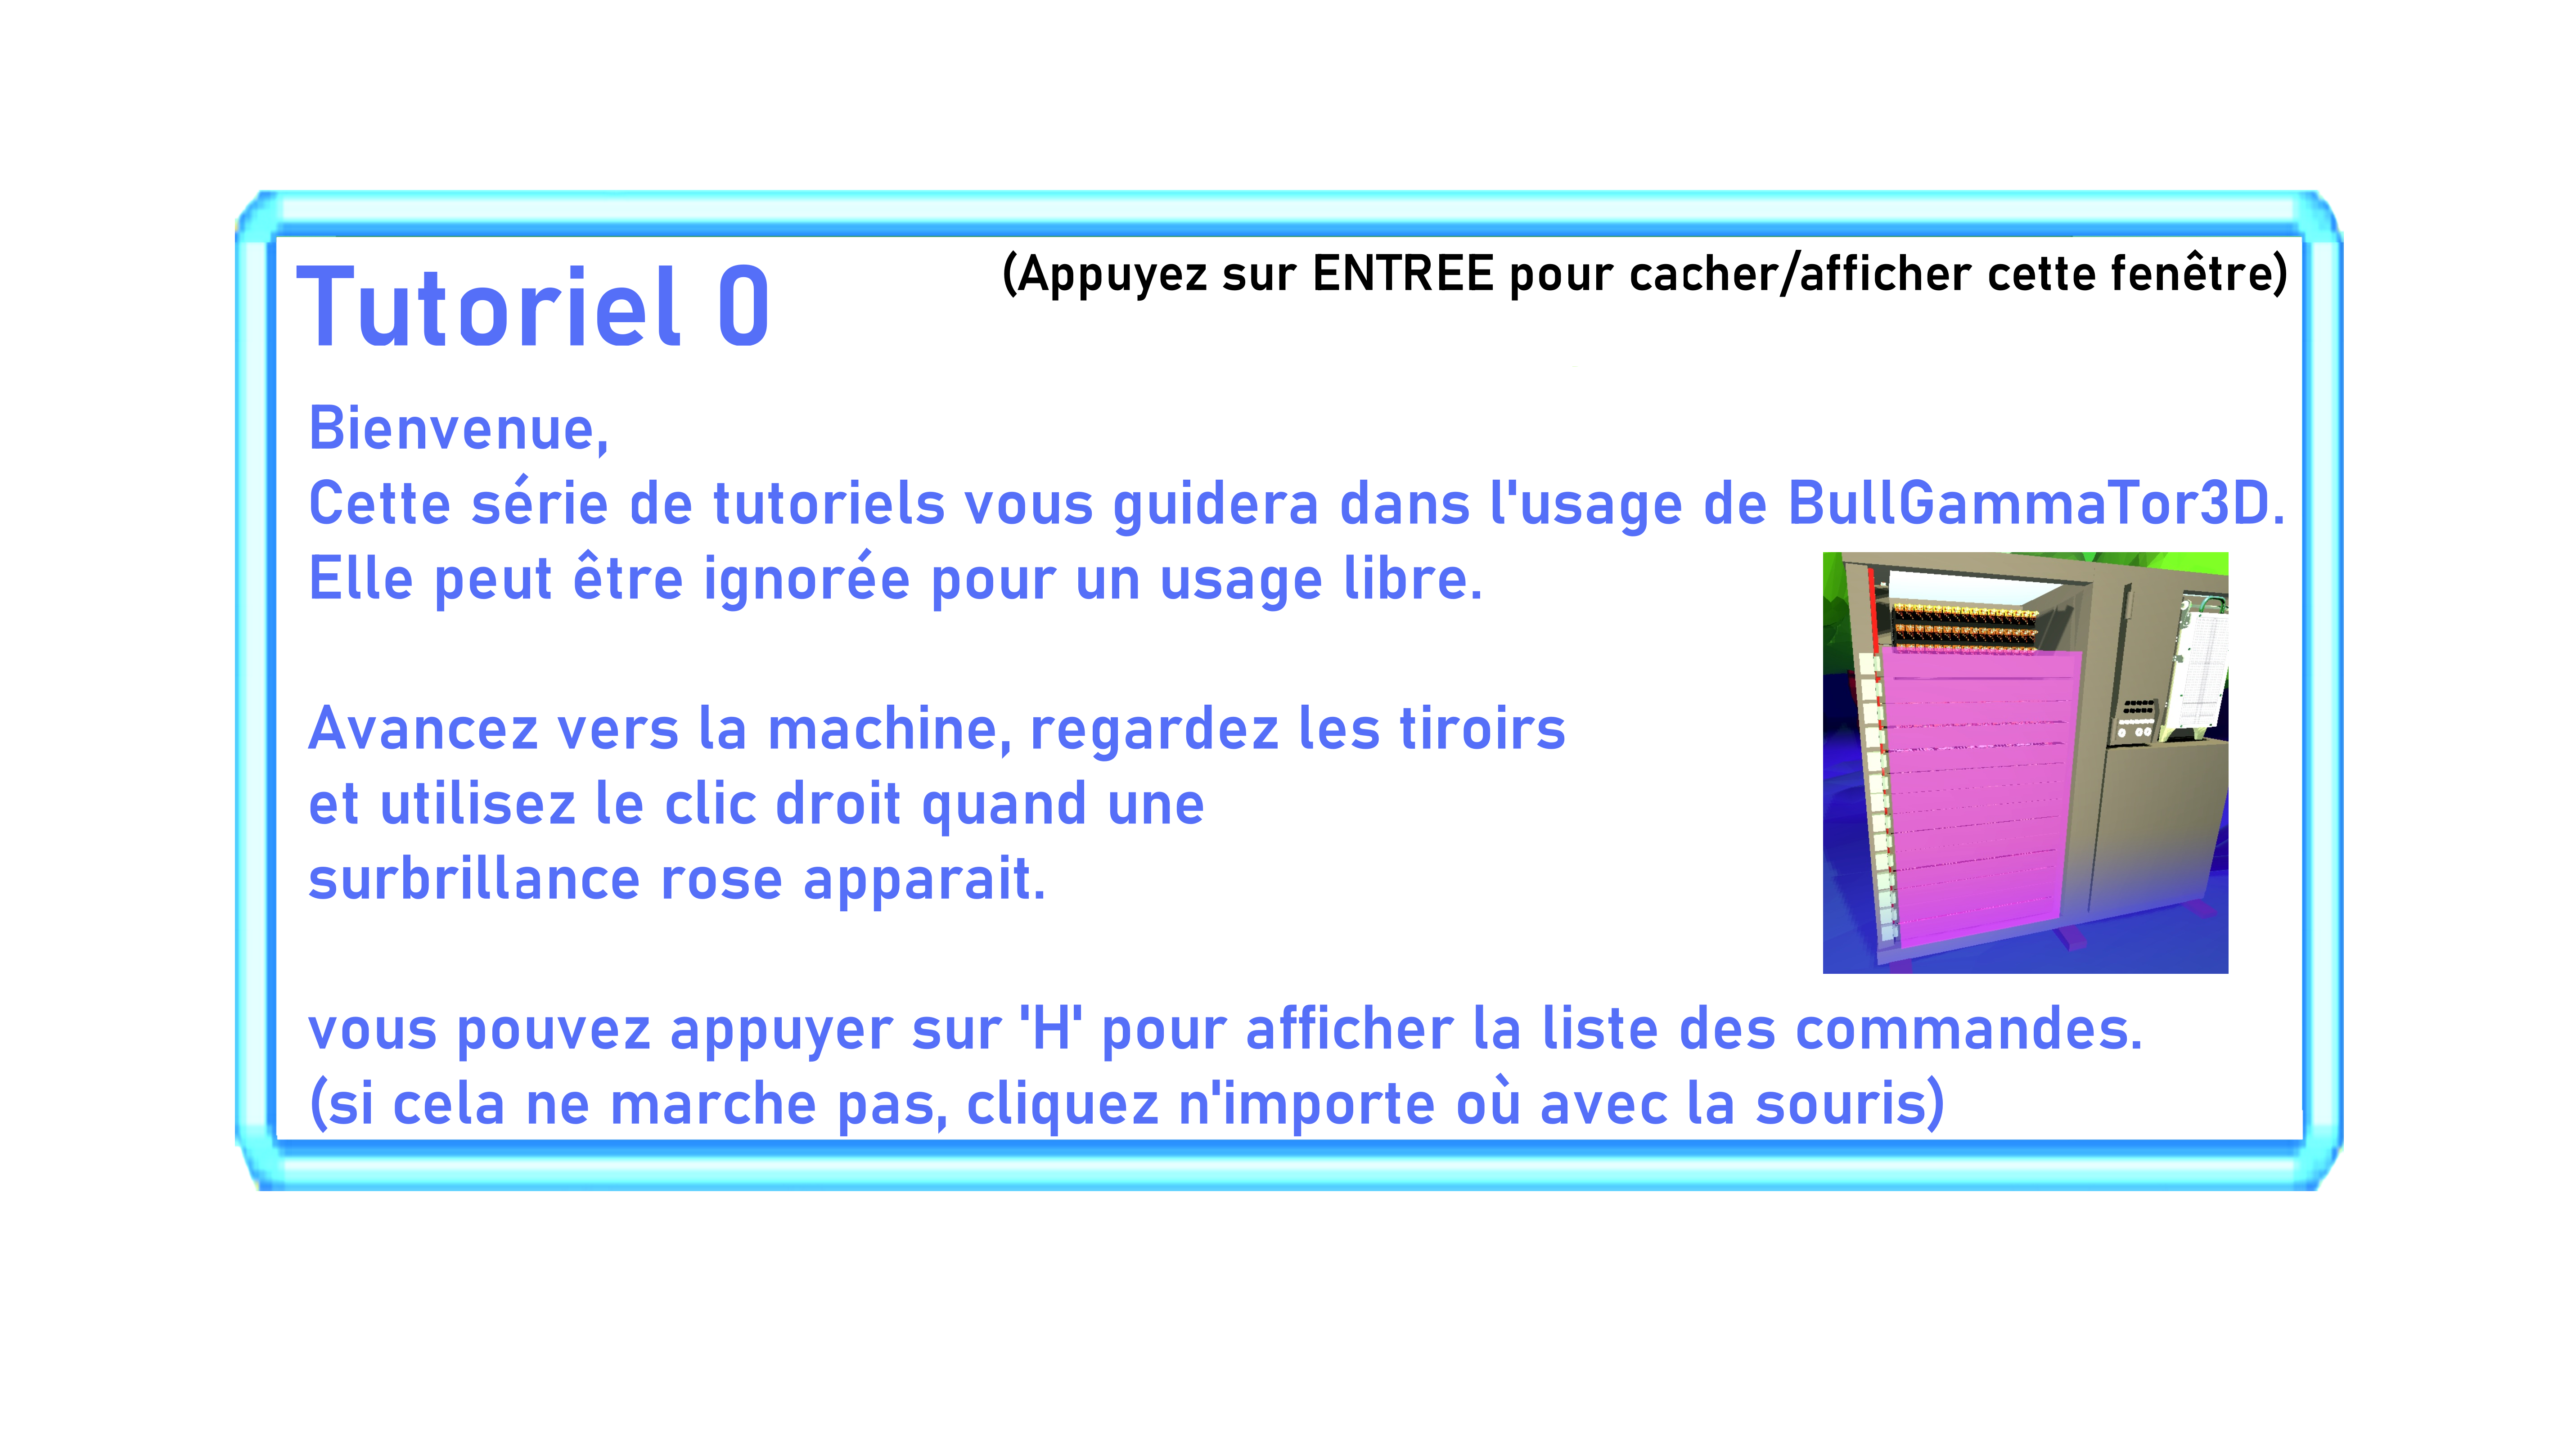 Tutoriel 0
(Appuyez sur ENTREE pour cacher/afficher cette fenêtre)
Bienvenue,
Cette série de tutoriels vous guidera dans l'usage de BullGammaTor3D.
Elle peut être ignorée pour un usage libre.
Avancez vers la machine, regardez les tiroirs
et utilisez le clic droit quand une
surbrillance rose apparait.
vous pouvez appuyer sur 'H' pour afficher la liste des commandes.
(si cela ne marche pas, cliquez n'importe où avec la souris)